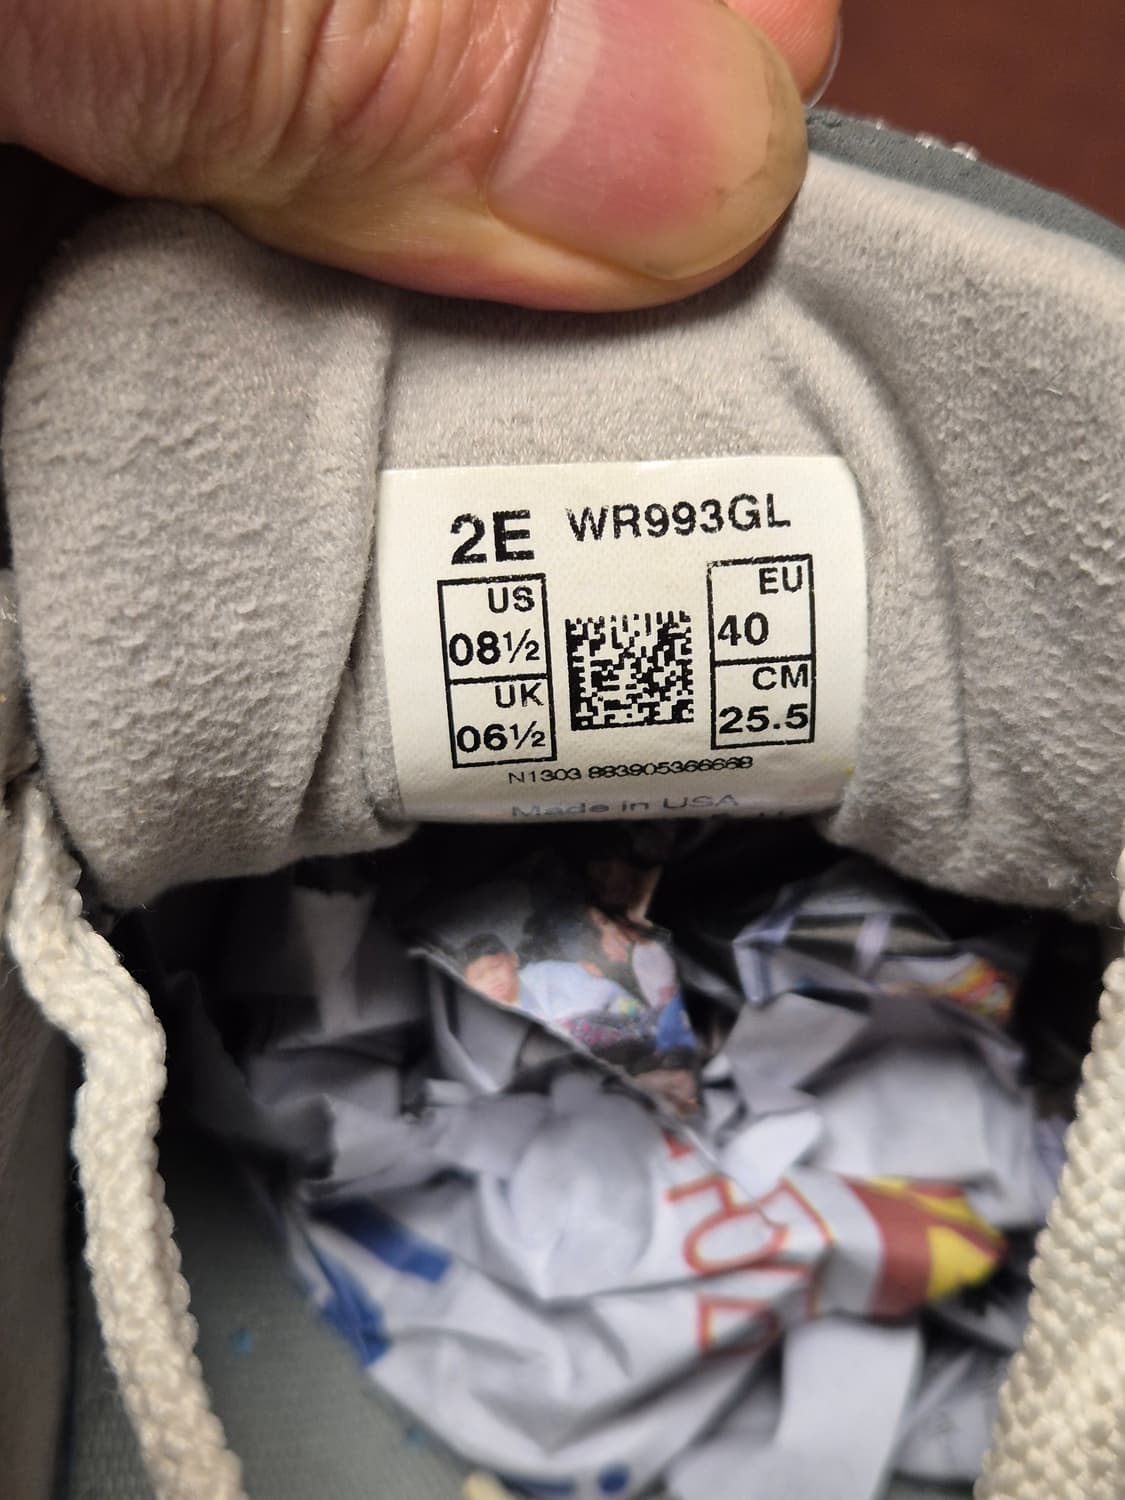 2E WR993GL
US
08½
UK
06½
EU
40
CM
25.5
N1303 883905366668
Made in USA